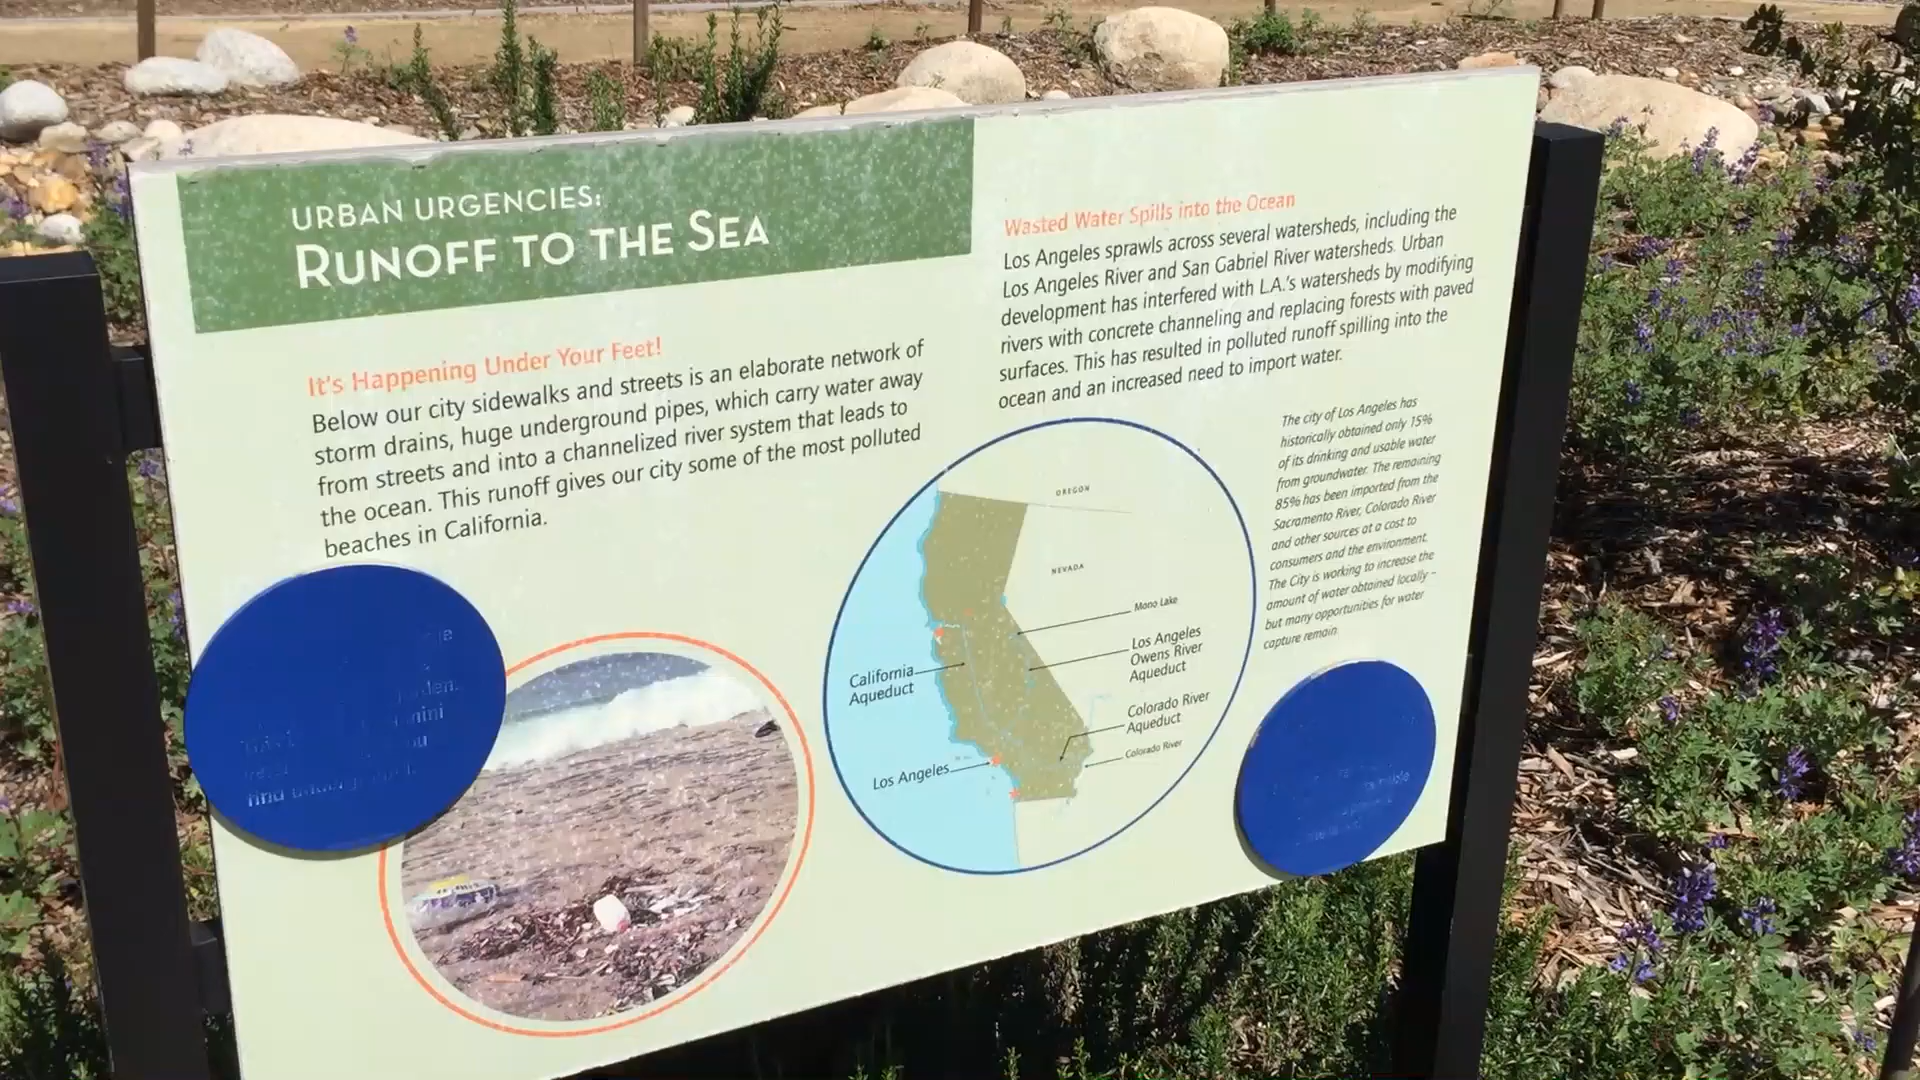 URBAN URGENCIES:
RUNOFF TO THE SEA
It's Happening Under Your Feet!
Below our city sidewalks and streets is an elaborate network of
storm drains, huge underground pipes, which carry water away
from streets and into a channelized river system that leads to
the ocean. This runoff gives our city some of the most polluted
beaches in California.
Wasted Water Spills into the Ocean
Los Angeles sprawls across several watersheds, including the
Los Angeles River and San Gabriel River watersheds. Urban
development has interfered with L.A.'s watersheds by modifying
rivers with concrete channeling and replacing forests with paved
surfaces. This has resulted in polluted runoff spilling into the
ocean and an increased need to import water.
The city of Los Angeles has
historically obtained only 15%
of its drinking and usable water
from groundwater. The remaining
85% has been imported from the
Sacramento River, Colorado River
and other sources at a cost to
consumers and the environment.
The City is working to increase the
amount of water obtained locally –
but many opportunities for water
capture remain.
OREGON
NEVADA
Mono Lake
Los Angeles
Owens River
Aqueduct
California
Aqueduct
Colorado River
Aqueduct
Colorado River
Los Angeles